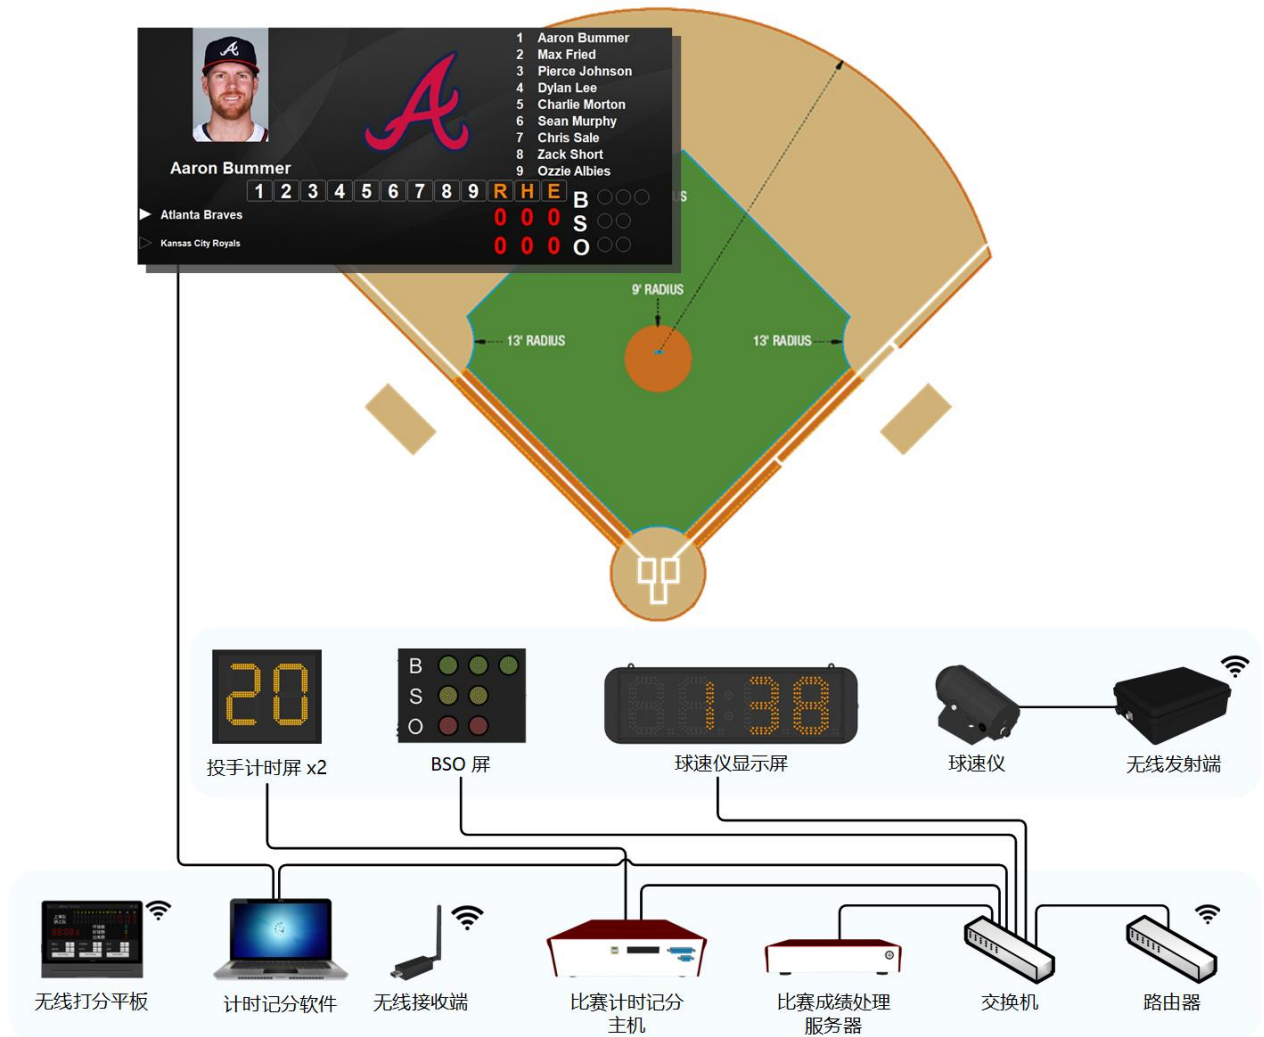 1 Aaron Bummer
2 Max Fried
3 Pierce Johnson
4 Dylan Lee
5 Charlie Morton
6 Sean Murphy
7 Chris Sale
8 Zack Short
9 Ozzie Albies
Aaron Bummer
1 2 3 4 5 6 7 8 9 R H E
B
Atlanta Braves 0 0 0
S
Kansas City Royals 0 0 0
O
US
9' RADIUS
13' RADIUS
13' RADIUS
20
B
S
O
1 38
投手计时屏 x2
BSO 屏
球速仪显示屏
球速仪
无线发射端
无线打分平板
计时记分软件
无线接收端
比赛计时记分
主机
比赛成绩处理
服务器
交换机
路由器